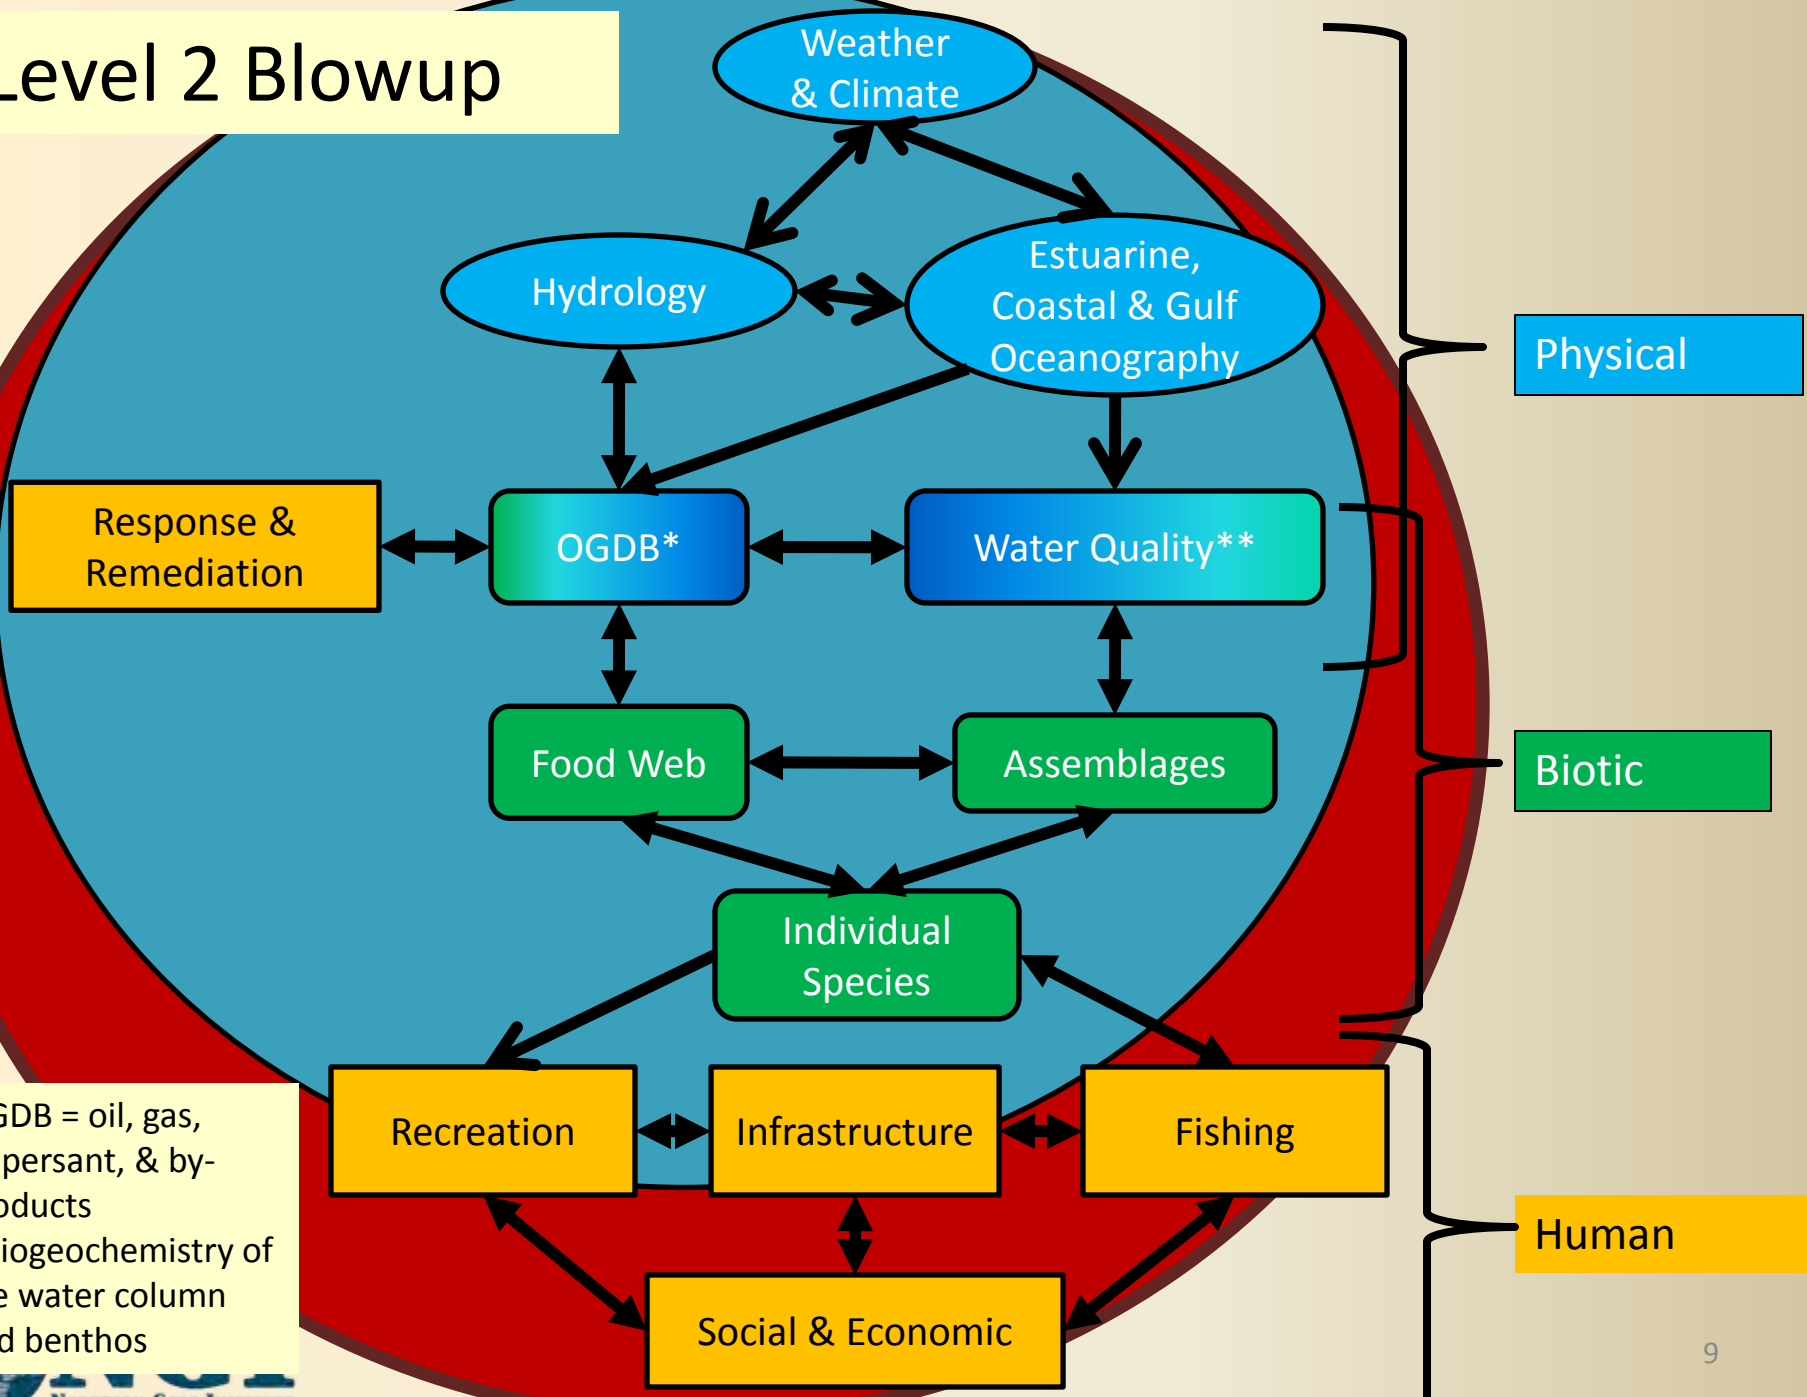 Level 2 Blowup
Weather
& Climate
Hydrology
Estuarine,
Coastal & Gulf
Oceanography
Physical
Response &
Remediation
OGDB*
Water Quality**
Food Web
Assemblages
Biotic
Individual
Species
Recreation
Infrastructure
Fishing
GDB = oil, gas,
persant, & by-
oducts
iogeochemistry of
e water column
d benthos
Human
Social & Economic
9